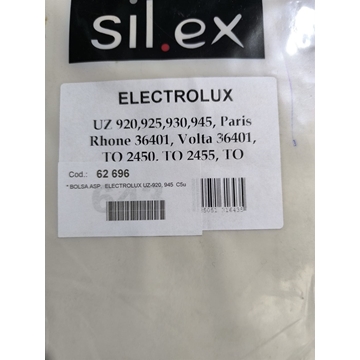 sil.ex
ELECTROLUX
UZ 920,925,930,945, Paris
Rhone 36401, Volta 36401,
TO 2450, TO 2455, TO
Cod.: 62 696
* BOLSA ASP.: ELECTROLUX UZ-920, 945 C5u